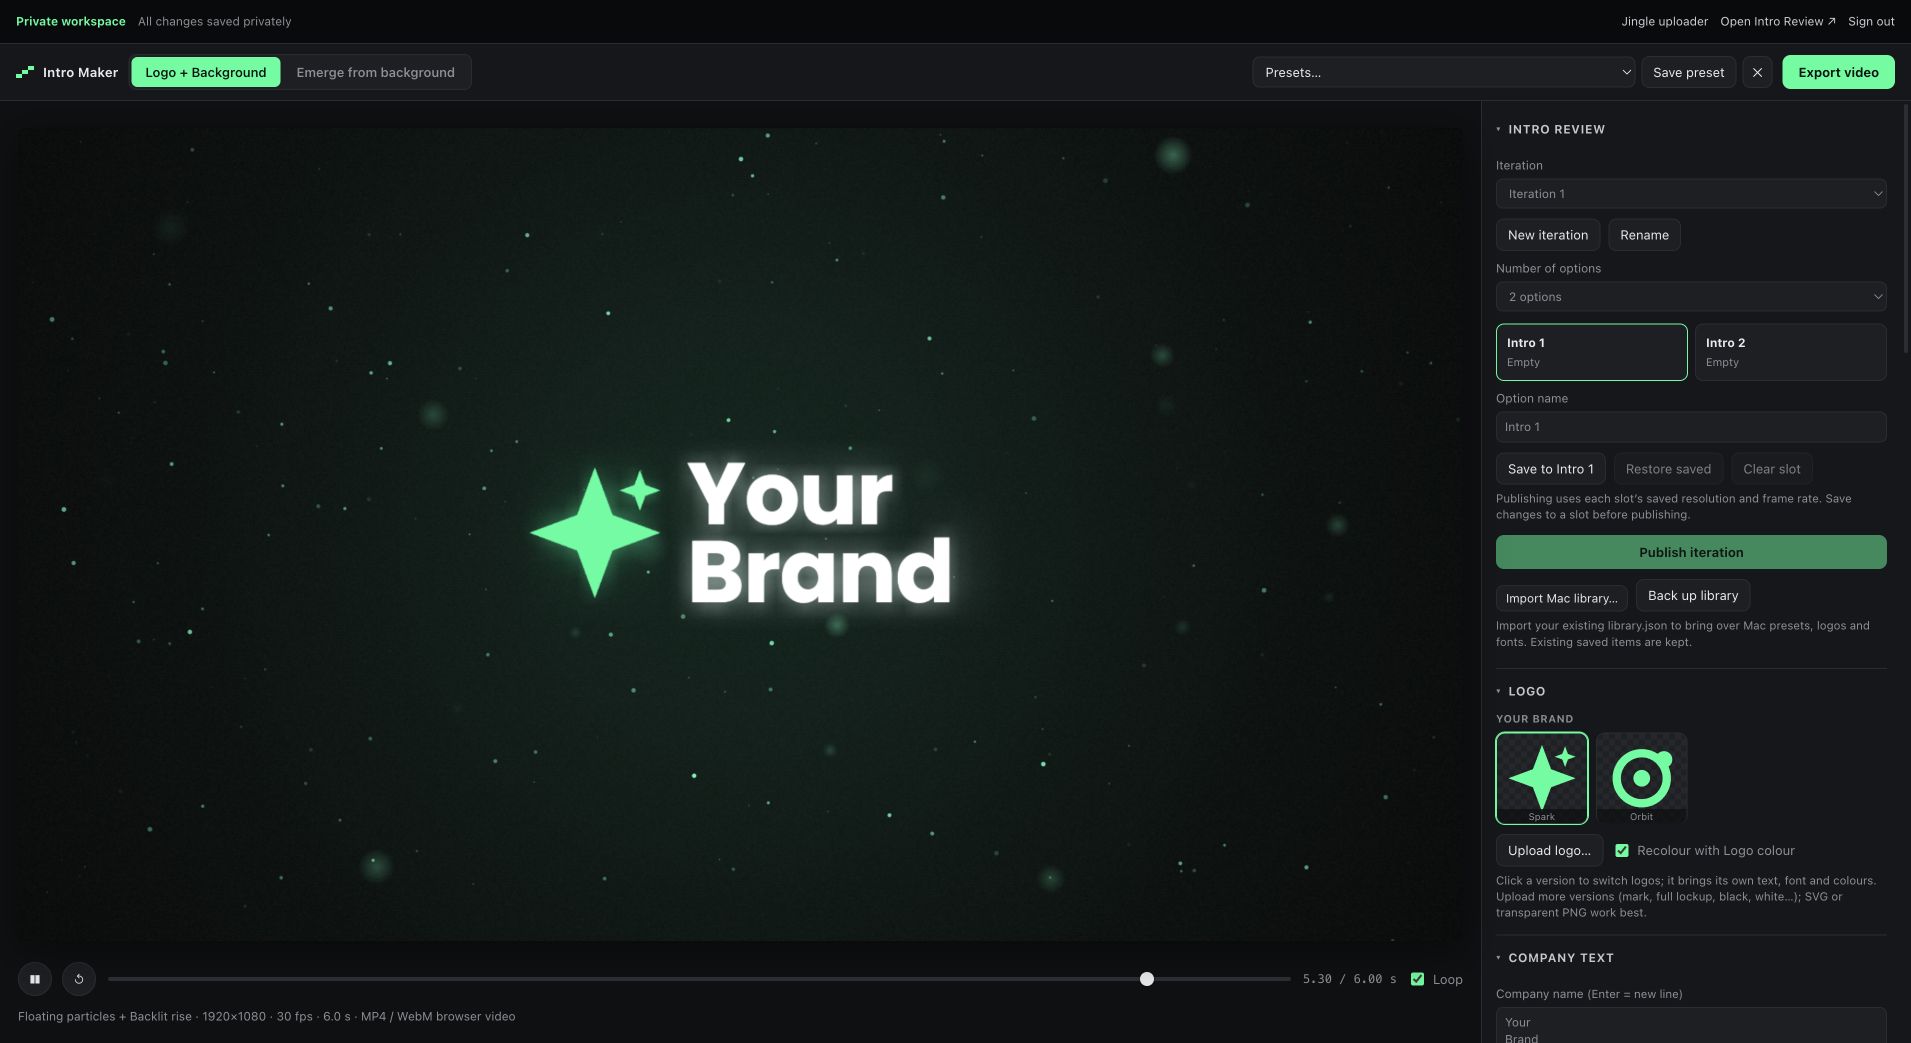 Private workspace All changes saved privately
Jingle uploader Open Intro Review ↗ Sign out
Intro Maker Logo + Background Emerge from background
Presets... Save preset ✕ Export video
Your
Brand
5.30 / 6.00 s Loop
Floating particles + Backlit rise · 1920×1080 · 30 fps · 6.0 s · MP4 / WebM browser video
INTRO REVIEW
Iteration
Iteration 1
New iteration Rename
Number of options
2 options
Intro 1 Intro 2
Empty Empty
Option name
Intro 1
Save to Intro 1 Restore saved Clear slot
Publishing uses each slot's saved resolution and frame rate. Save
changes to a slot before publishing.
Publish iteration
Import Mac library... Back up library
Import your existing library.json to bring over Mac presets, logos and
fonts. Existing saved items are kept.
LOGO
YOUR BRAND
Spark Orbit
Upload logo... Recolour with Logo colour
Click a version to switch logos; it brings its own text, font and colours.
Upload more versions (mark, full lockup, black, white...); SVG or
transparent PNG work best.
COMPANY TEXT
Company name (Enter = new line)
Your
Brand